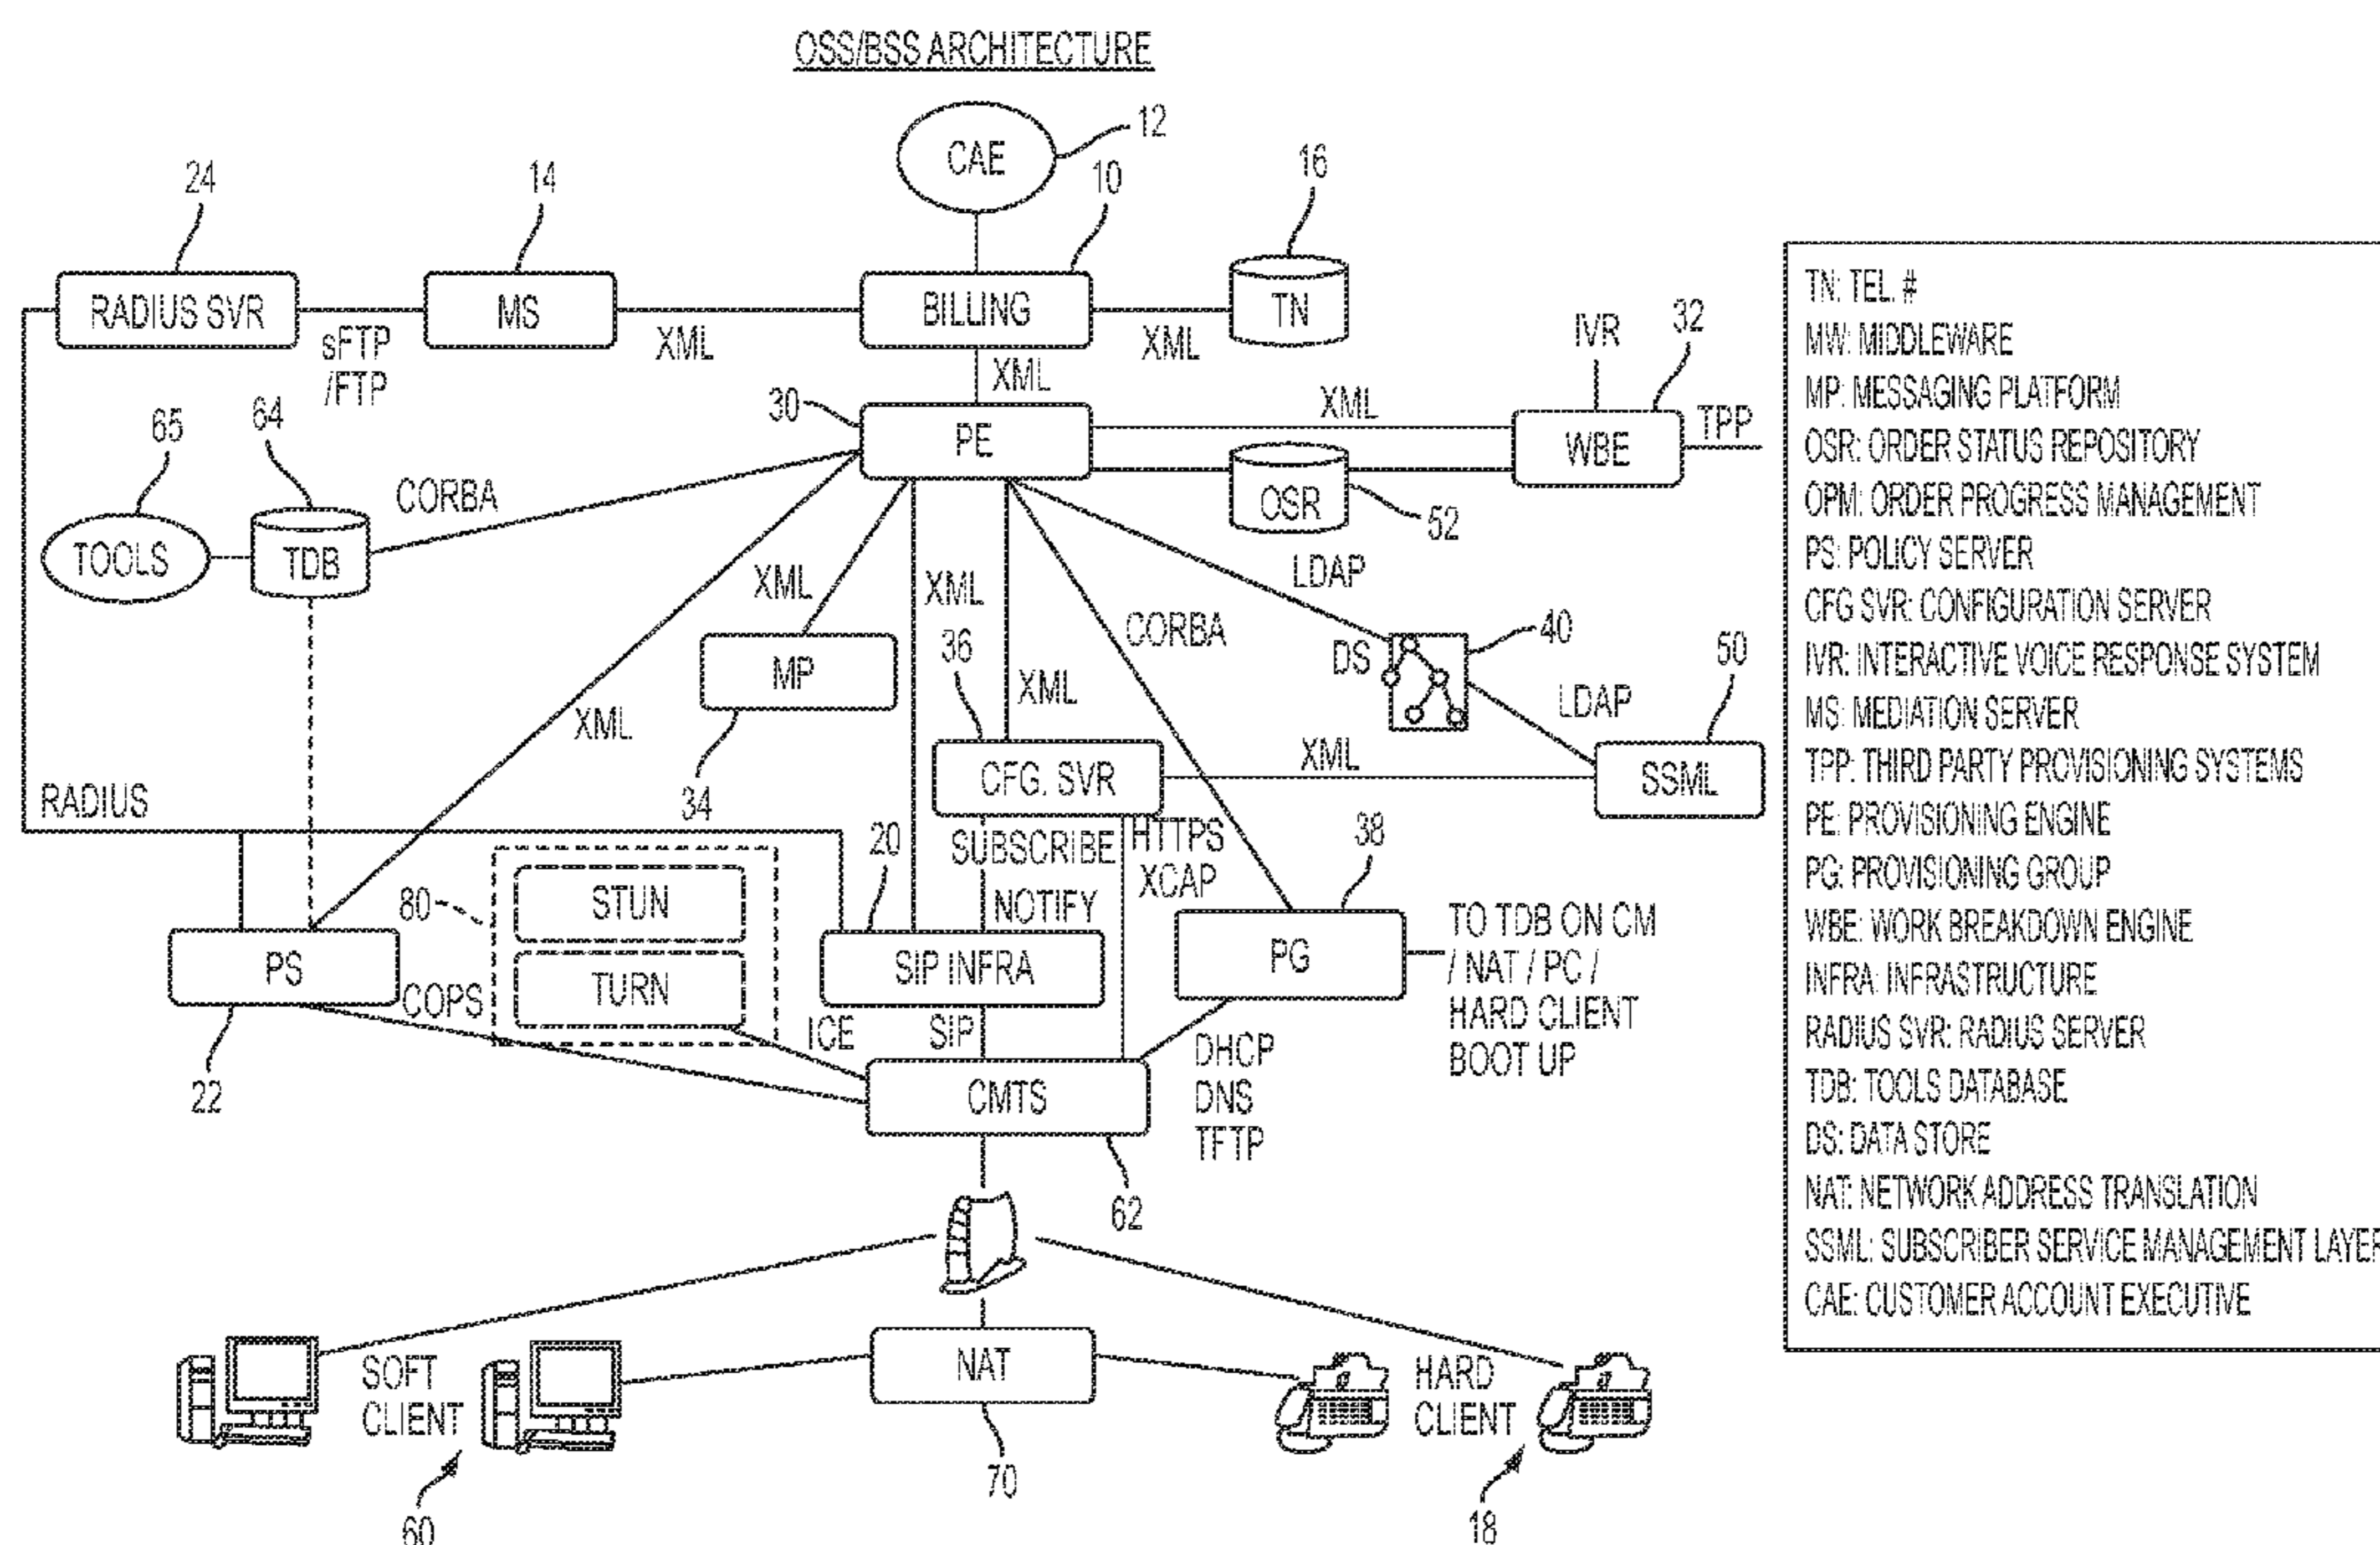 OSS/BSS ARCHITECTURE
CAE
12
24
14
10
16
RADIUS SVR
MS
BILLING
TN
sFTP
/FTP
XML
XML
XML
IVR
32
30
PE
XML
WBE
TPP
65
64
TOOLS
TDB
CORBA
OSR
52
LDAP
XML
XML
XML
XML
CORBA
MP
34
36
CFG. SVR
DS
40
LDAP
50
XML
SSML
RADIUS
20
SUBSCRIBE
NOTIFY
HTTPS
XCAP
38
80
STUN
TURN
PS
22
COPS
SIP INFRA
ICE
SIP
PG
TO TDB ON CM
/ NAT / PC /
HARD CLIENT
BOOT UP
CMTS
62
DHCP
DNS
TFTP
SOFT
CLIENT
60
NAT
70
HARD
CLIENT
18
TN: TEL. #
MW: MIDDLEWARE
MP: MESSAGING PLATFORM
OSR: ORDER STATUS REPOSITORY
OPM: ORDER PROGRESS MANAGEMENT
PS: POLICY SERVER
CFG SVR: CONFIGURATION SERVER
IVR: INTERACTIVE VOICE RESPONSE SYSTEM
MS: MEDIATION SERVER
TPP: THIRD PARTY PROVISIONING SYSTEMS
PE: PROVISIONING ENGINE
PG: PROVISIONING GROUP
WBE: WORK BREAKDOWN ENGINE
INFRA: INFRASTRUCTURE
RADIUS SVR: RADIUS SERVER
TDB: TOOLS DATABASE
DS: DATA STORE
NAT: NETWORK ADDRESS TRANSLATION
SSML: SUBSCRIBER SERVICE MANAGEMENT LAYER
CAE: CUSTOMER ACCOUNT EXECUTIVE